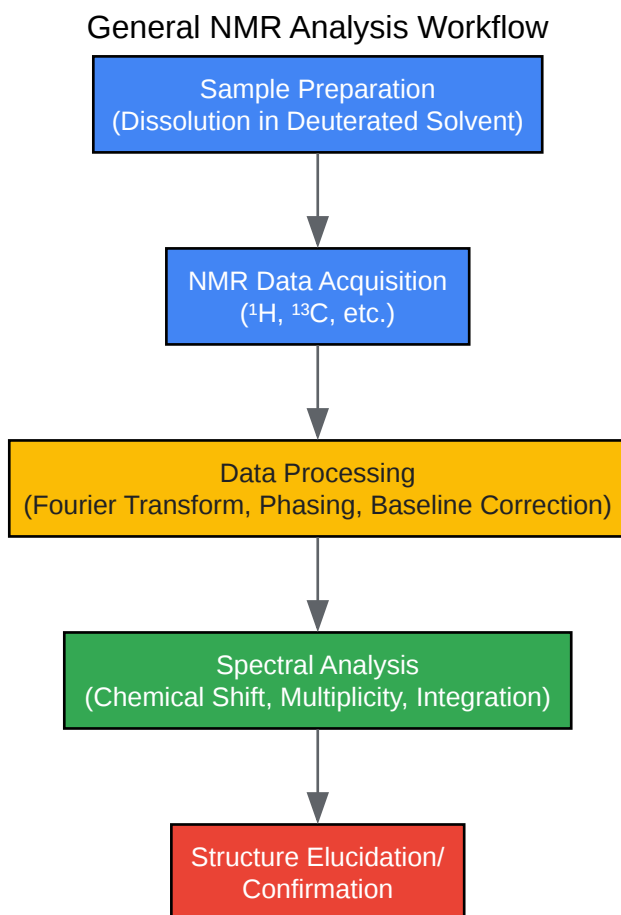 General NMR Analysis Workflow
Sample Preparation
(Dissolution in Deuterated Solvent)
NMR Data Acquisition
(¹H, ¹³C, etc.)
Data Processing
(Fourier Transform, Phasing, Baseline Correction)
Spectral Analysis
(Chemical Shift, Multiplicity, Integration)
Structure Elucidation/
Confirmation